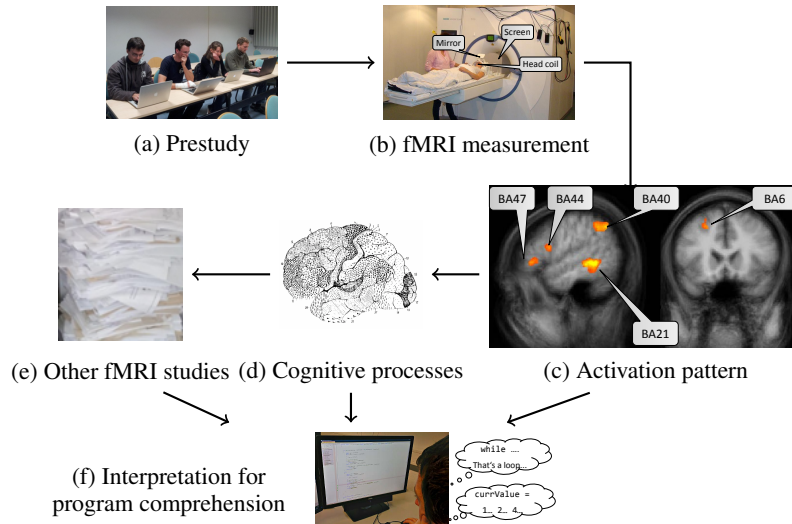 Mirror
Screen
Head coil
(a) Prestudy
(b) fMRI measurement
BA47
BA44
BA40
BA6
BA21
(e) Other fMRI studies
(d) Cognitive processes
(c) Activation pattern
(f) Interpretation for
program comprehension
while ....
That's a loop...
currValue =
1... 2... 4...